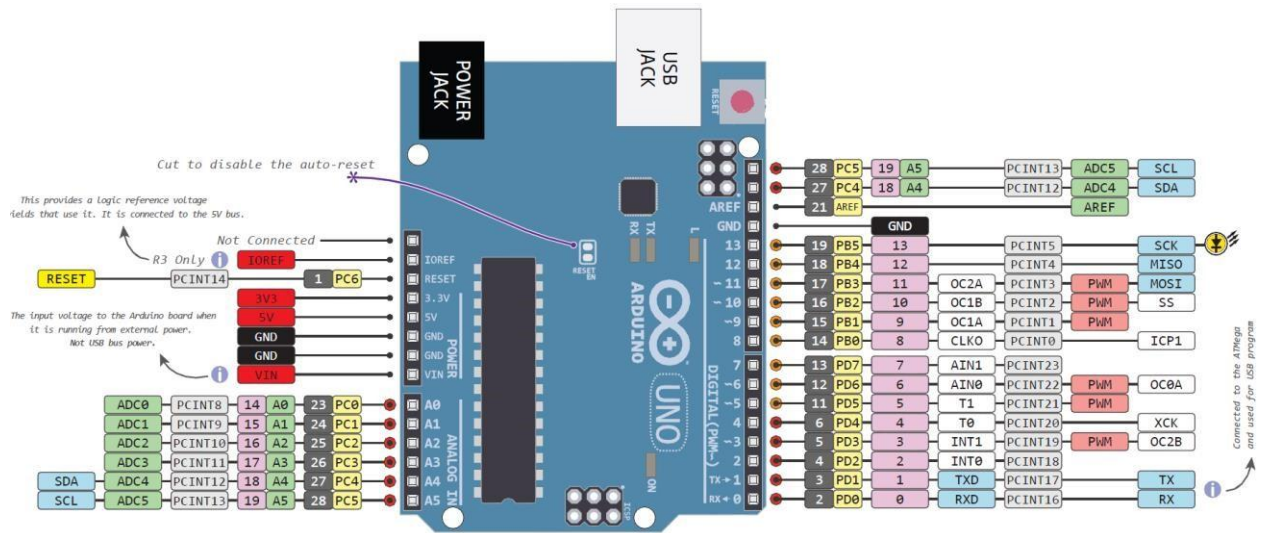 POWER JACK
USB JACK
RESET
Cut to disable the auto-reset
This provides a logic reference voltage
ields that use it. It is connected to the 5V bus.
Not Connected
R3 Only i IOREF
RESET PCINT14 1 PC6
3V3
5V
The input voltage to the Arduino board when
it is running from external power.
Not USB bus power.
GND
GND
i VIN
ADC0 PCINT8 14 A0 23 PC0
ADC1 PCINT9 15 A1 24 PC1
ADC2 PCINT10 16 A2 25 PC2
ADC3 PCINT11 17 A3 26 PC3
SDA ADC4 PCINT12 18 A4 27 PC4
SCL ADC5 PCINT13 19 A5 28 PC5
IOREF
RESET
3.3V
5V
GND
GND
VIN
POWER
A0
A1
A2
A3
A4
A5
ANALOG IN
RESET EN
RX
TX
L
ARDUINO
UNO
ON
ICSP
AREF
GND
13
12
~11
~10
~9
8
7
~6
~5
4
~3
2
TX→1
RX←0
DIGITAL(PWM~)
28 PC5 19 A5 PCINT13 ADC5 SCL
27 PC4 18 A4 PCINT12 ADC4 SDA
21 AREF AREF
GND
19 PB5 13 PCINT5 SCK
18 PB4 12 PCINT4 MISO
17 PB3 11 OC2A PCINT3 PWM MOSI
16 PB2 10 OC1B PCINT2 PWM SS
15 PB1 9 OC1A PCINT1 PWM
14 PB0 8 CLKO PCINT0 ICP1
13 PD7 7 AIN1 PCINT23
12 PD6 6 AIN0 PCINT22 PWM OC0A
11 PD5 5 T1 PCINT21 PWM
6 PD4 4 T0 PCINT20 XCK
5 PD3 3 INT1 PCINT19 PWM OC2B
4 PD2 2 INT0 PCINT18
3 PD1 1 TXD PCINT17 TX
2 PD0 0 RXD PCINT16 RX
i
Connected to the ATMega
and used for USB program